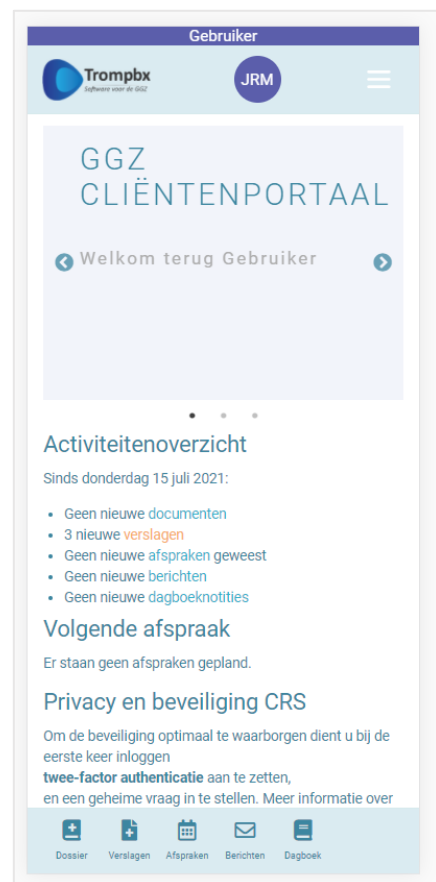 Gebruiker
Trompbx
Software voor de GGZ
JRM
GGZ
CLIËNTENPORTAAL
Welkom terug Gebruiker
Activiteitenoverzicht
Sinds donderdag 15 juli 2021:
Geen nieuwe documenten
3 nieuwe verslagen
Geen nieuwe afspraken geweest
Geen nieuwe berichten
Geen nieuwe dagboeknotities
Volgende afspraak
Er staan geen afspraken gepland.
Privacy en beveiliging CRS
Om de beveiliging optimaal te waarborgen dient u bij de
eerste keer inloggen
twee-factor authenticatie aan te zetten,
en een geheime vraag in te stellen. Meer informatie over
Dossier Verslagen Afspraken Berichten Dagboek